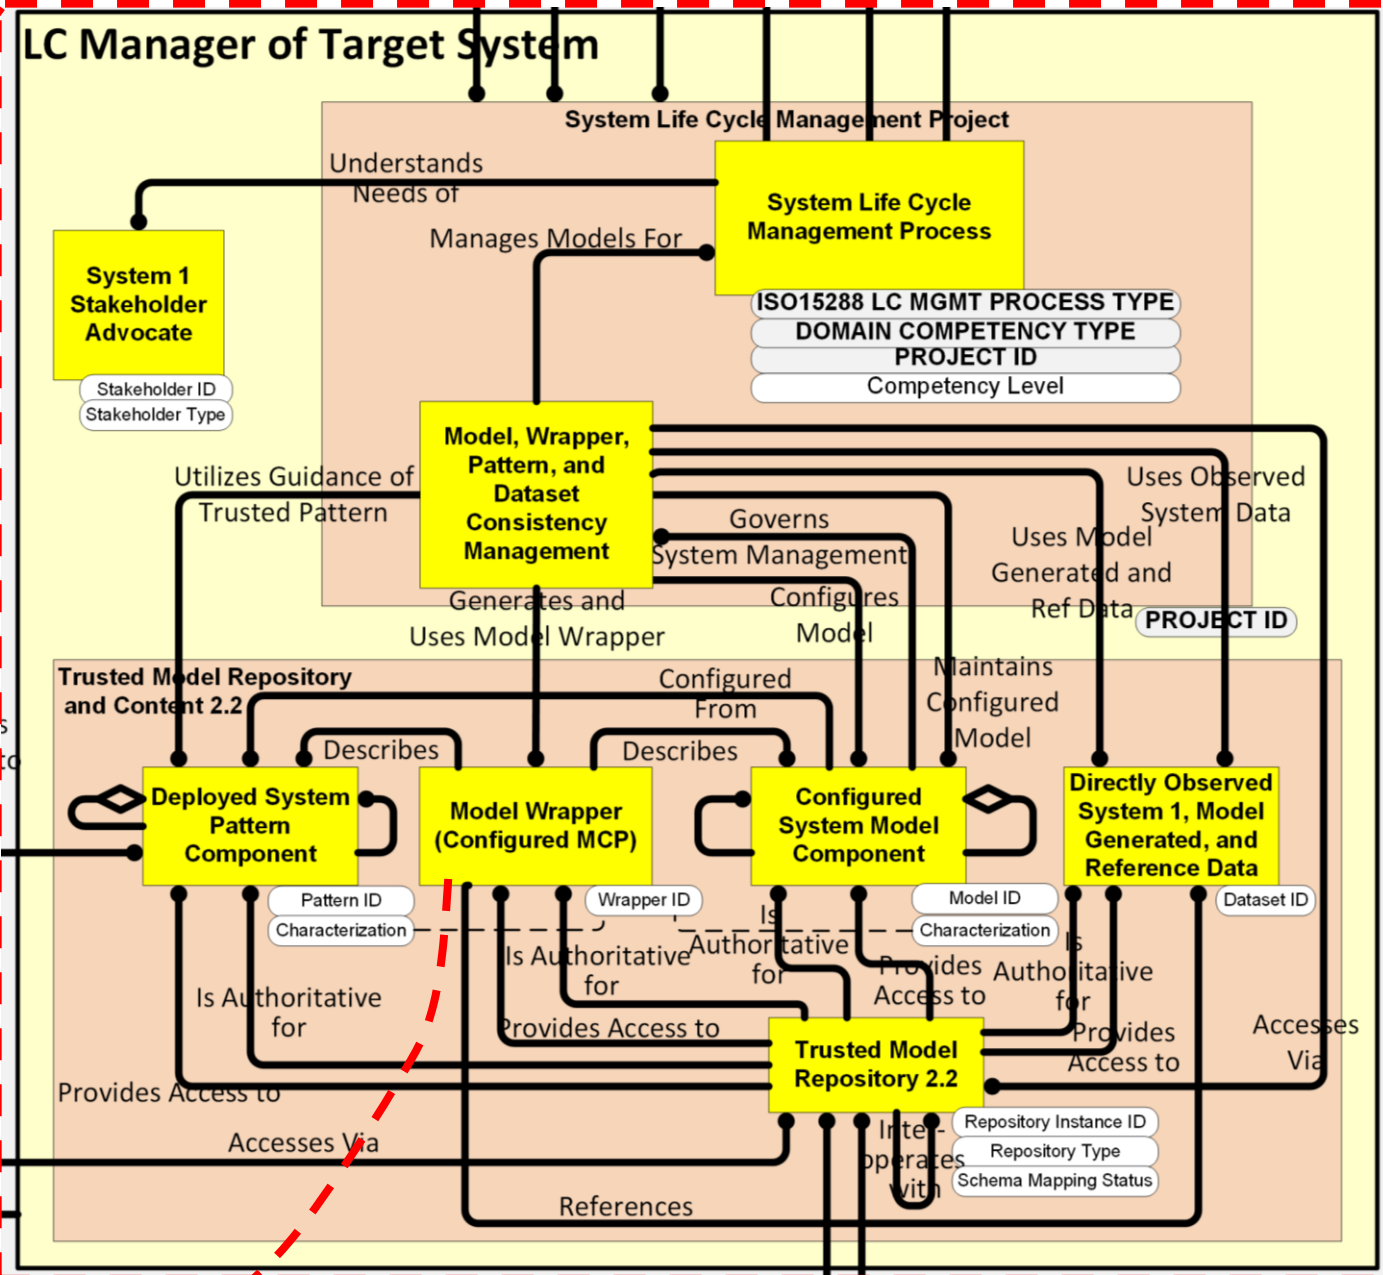 LC Manager of Target System
System Life Cycle Management Project
Understands
Needs of
System Life Cycle
Management Process
Manages Models For
System 1
Stakeholder
Advocate
ISO15288 LC MGMT PROCESS TYPE
DOMAIN COMPETENCY TYPE
PROJECT ID
Competency Level
Stakeholder ID
Stakeholder Type
Model, Wrapper,
Pattern, and
Dataset
Consistency
Management
Utilizes Guidance of
Trusted Pattern
Uses Observed
System Data
Governs
System Management
Uses Model
Generated and
Ref Data
Configures
Model
PROJECT ID
Generates and
Uses Model Wrapper
Trusted Model Repository
and Content 2.2
Configured
From
Maintains
Configured
Model
s
to
Describes
Describes
Deployed System
Pattern
Component
Model Wrapper
(Configured MCP)
Configured
System Model
Component
Directly Observed
System 1, Model
Generated, and
Reference Data
Pattern ID
Characterization
Wrapper ID
Model ID
Characterization
Dataset ID
Is Authoritative
for
Is Authoritative
for
Is
Authoritative
for
Provides
Access to
Is
Authoritative
for
Provides Access to
Provides
Access to
Accesses
Via
Trusted Model
Repository 2.2
Provides Access to
Accesses Via
Inter-
operates
with
Repository Instance ID
Repository Type
Schema Mapping Status
References